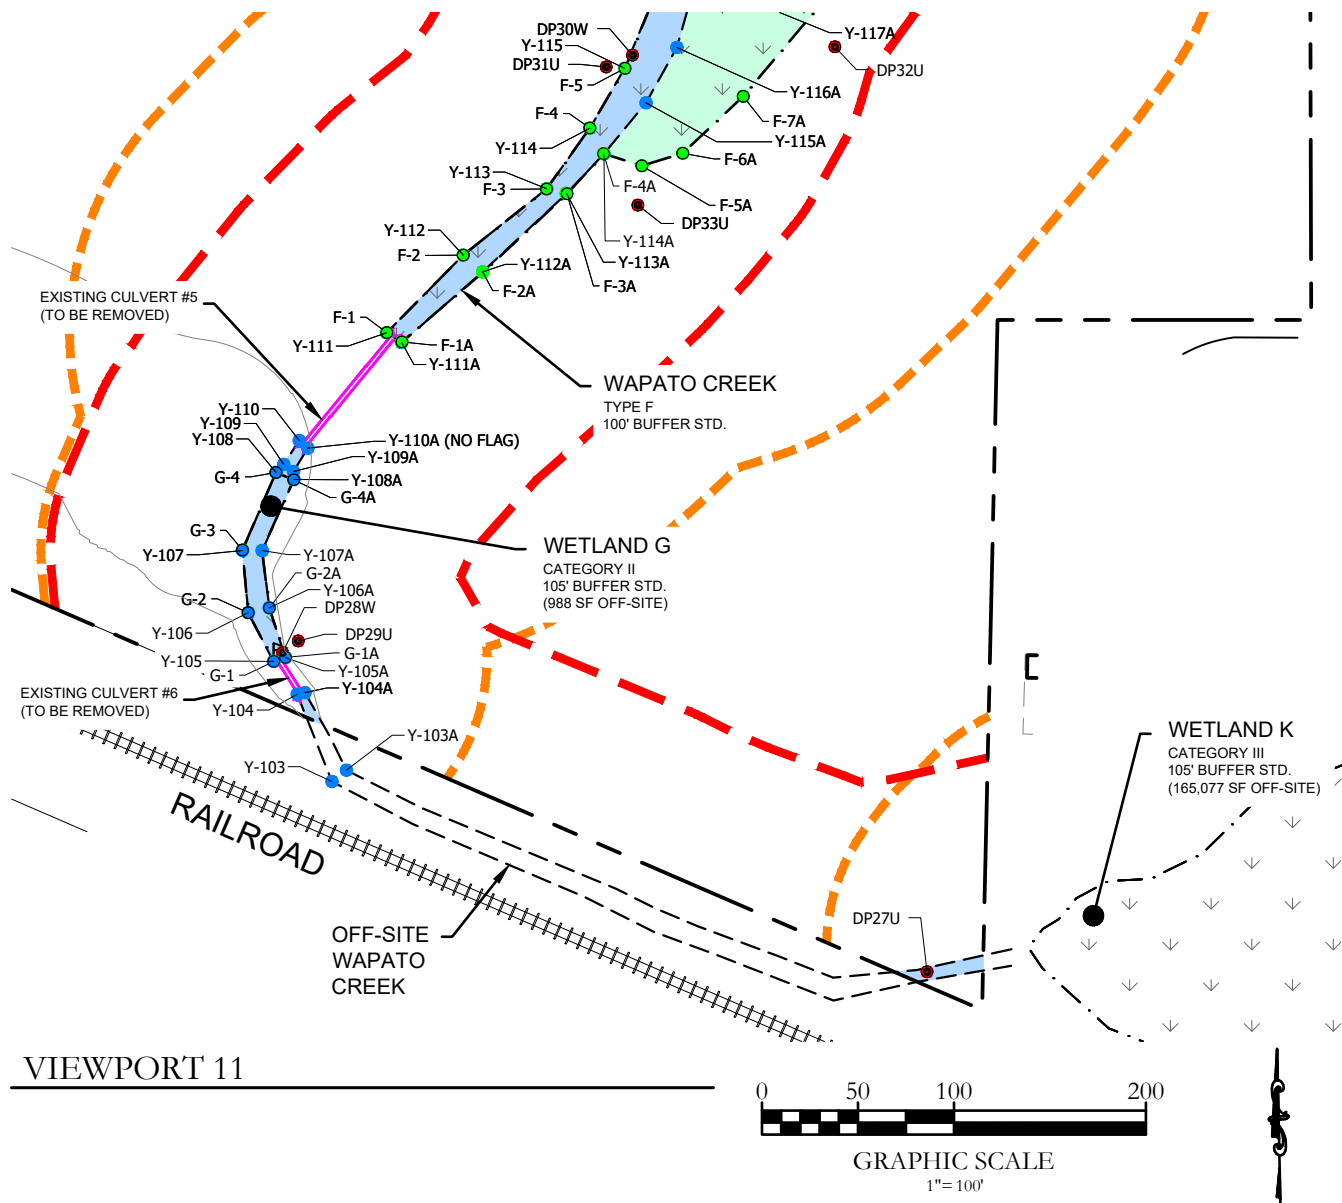 DP30W
Y-115
DP31U
F-5
Y-117A
DP32U
Y-116A
F-4
Y-114
F-7A
Y-115A
F-6A
Y-113
F-3
F-4A
F-5A
DP33U
Y-112
F-2
Y-114A
Y-112A
Y-113A
F-2A
F-3A
EXISTING CULVERT #5
(TO BE REMOVED)
F-1
Y-111
F-1A
Y-111A
WAPATO CREEK
TYPE F
100' BUFFER STD.
Y-110
Y-109
Y-108
Y-110A (NO FLAG)
Y-109A
G-4
Y-108A
G-4A
G-3
Y-107
Y-107A
G-2A
WETLAND G
CATEGORY II
105' BUFFER STD.
(988 SF OFF-SITE)
G-2
Y-106A
DP28W
Y-106
DP29U
Y-105
G-1A
G-1
Y-105A
EXISTING CULVERT #6
(TO BE REMOVED)
Y-104A
Y-104
Y-103A
Y-103
RAILROAD
WETLAND K
CATEGORY III
105' BUFFER STD.
(165,077 SF OFF-SITE)
DP27U
OFF-SITE
WAPATO
CREEK
VIEWPORT 11
0 50 100 200
GRAPHIC SCALE
1"=100'